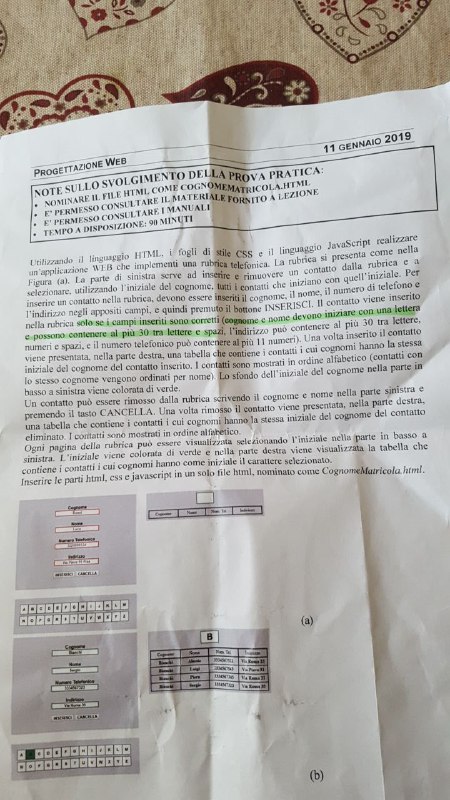 PROGETTAZIONE WEB
11 GENNAIO 2019
NOTE SULLO SVOLGIMENTO DELLA PROVA PRATICA:
• NOMINARE IL FILE HTML COME COGNOMEMATRICOLA.HTML
• E' PERMESSO CONSULTARE IL MATERIALE FORNITO A LEZIONE
• E' PERMESSO CONSULTARE I MANUALI
• TEMPO A DISPOSIZIONE: 90 MINUTI
Utilizzando il linguaggio HTML, i fogli di stile CSS e il linguaggio JavaScript realizzare
un'applicazione WEB che implementi una rubrica telefonica. La rubrica si presenta come nella
Figura (a). La parte di sinistra serve ad inserire e rimuovere un contatto dalla rubrica e a
selezionare, utilizzando l'iniziale del cognome, tutti i contatti che iniziano con quell'iniziale. Per
inserire un contatto nella rubrica, devono essere inseriti il cognome, il nome, il numero di telefono e
l'indirizzo negli appositi campi, e quindi premuto il bottone INSERISCI. Il contatto viene inserito
nella rubrica solo se i campi inseriti sono corretti (cognome e nome devono iniziare con una lettera
e possono contenere al più 30 tra lettere e spazi, l'indirizzo può contenere al più 30 tra lettere,
numeri e spazi, e il numero telefonico può contenere al più 11 numeri). Una volta inserito il contatto
viene presentata, nella parte destra, una tabella che contiene i contatti i cui cognomi hanno la stessa
iniziale del cognome del contatto inserito. I contatti sono mostrati in ordine alfabetico (contatti con
lo stesso cognome vengono ordinati per nome). Lo sfondo dell'iniziale del cognome nella parte in
basso a sinistra viene colorata di verde.
Un contatto può essere rimosso dalla rubrica scrivendo il cognome e nome nella parte sinistra e
premendo il tasto CANCELLA. Una volta rimosso il contatto viene presentata, nella parte destra,
una tabella che contiene i contatti i cui cognomi hanno la stessa iniziale del cognome del contatto
eliminato. I contatti sono mostrati in ordine alfabetico.
Ogni pagina della rubrica può essere visualizzata selezionando l'iniziale nella parte in basso a
sinistra. L'iniziale viene colorata di verde e nella parte destra viene visualizzata la tabella che
contiene i contatti i cui cognomi hanno come iniziale il carattere selezionato.
Inserire le parti html, css e javascript in un solo file html, nominato come CognomeMatricola.html.
Cognome
Nome
Numero Telefonico
Indirizzo
INSERISCI CANCELLA
Cognome Nome Num. Tel. Indirizzo
A B C D E F G H I J K L M
N O P Q R S T U V W X Y Z
(a)
Cognome
Bianchi
Nome
Sergio
Numero Telefonico
Indirizzo
Via Roma 30
INSERISCI CANCELLA
B
Cognome Nome Num. Tel. Indirizzo
Bianchi Alberto
Bianchi Luigi
Bianchi Piero
Bianchi Sergio Via Roma 30
A B C D E F G H I J K L M
N O P Q R S T U V W X Y Z
(b)